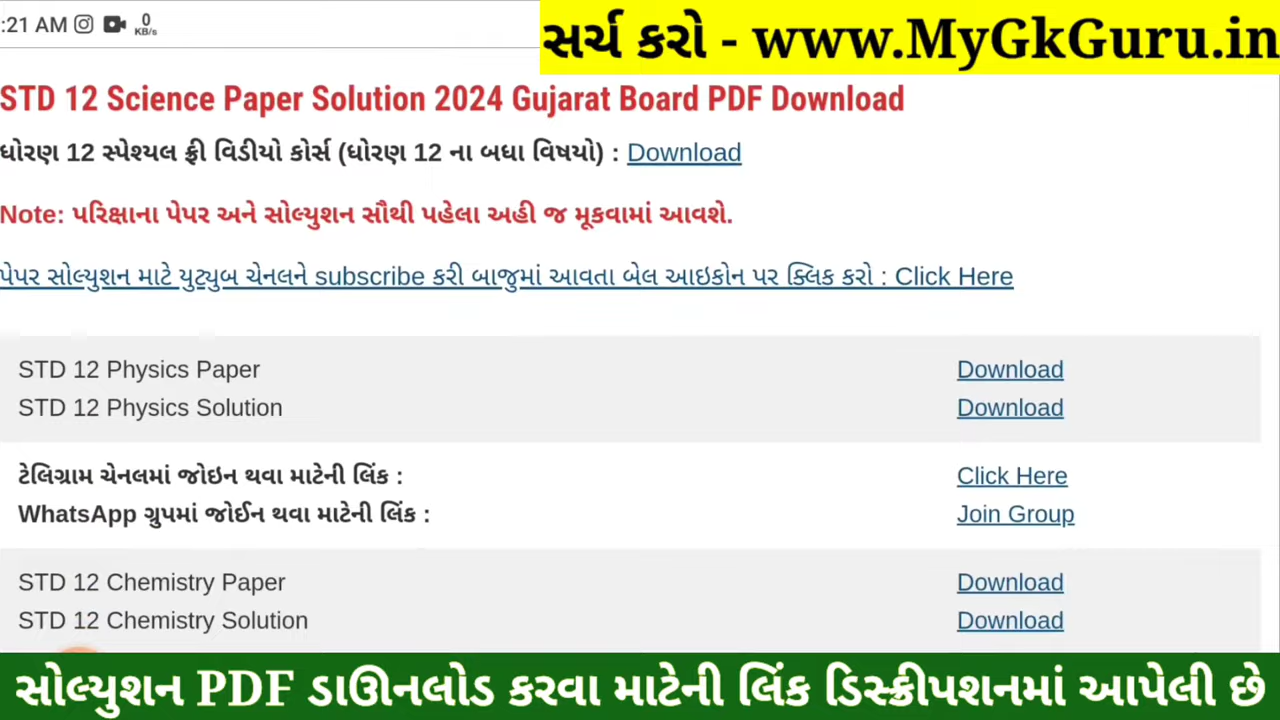 :21 AM 0 KB/s
સર્ચ કરો - www.MyGkGuru.in
STD 12 Science Paper Solution 2024 Gujarat Board PDF Download
ધોરણ 12 સ્પેશ્યલ ફ્રી વિડીયો કોર્સ (ધોરણ 12 ના બધા વિષયો) : Download
Note: પરિક્ષાના પેપર અને સોલ્યુશન સૌથી પહેલા અહી જ મૂકવામાં આવશે.
પેપર સોલ્યુશન માટે યુટ્યુબ ચેનલને subscribe કરી બાજુમાં આવતા બેલ આઇકોન પર ક્લિક કરો : Click Here
STD 12 Physics Paper Download
STD 12 Physics Solution Download
ટેલિગ્રામ ચેનલમાં જોઇન થવા માટેની લિંક : Click Here
WhatsApp ગ્રુપમાં જોઈન થવા માટેની લિંક : Join Group
STD 12 Chemistry Paper Download
STD 12 Chemistry Solution Download
સોલ્યુશન PDF ડાઊનલોડ કરવા માટેની લિંક ડિસ્ક્રીપશનમાં આપેલી છે